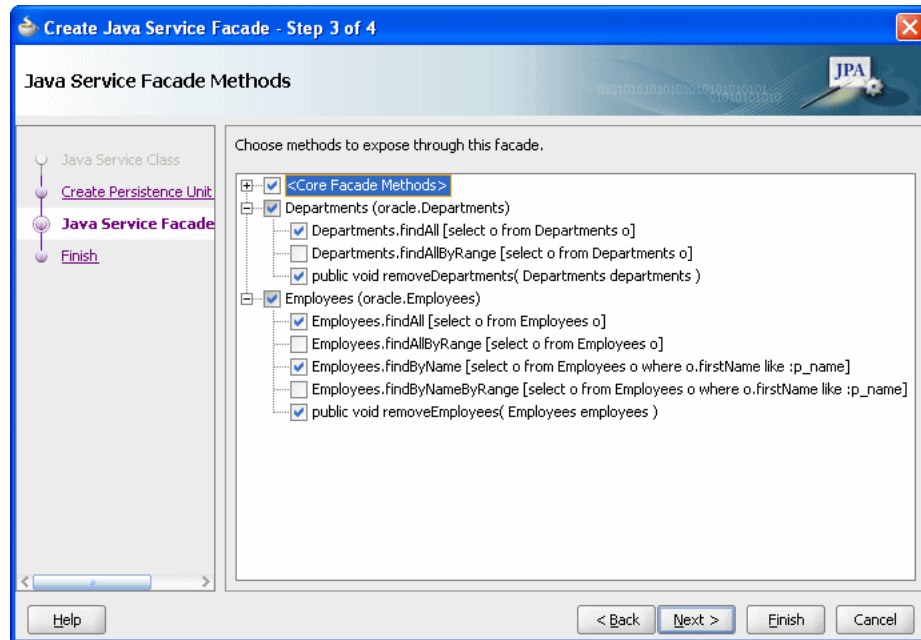 Create Java Service Facade - Step 3 of 4
Java Service Facade Methods
JPA
Java Service Class
Create Persistence Unit
Java Service Facade
Finish
Choose methods to expose through this facade.
<Core Facade Methods>
Departments (oracle.Departments)
Departments.findAll [select o from Departments o]
Departments.findAllByRange [select o from Departments o]
public void removeDepartments( Departments departments )
Employees (oracle.Employees)
Employees.findAll [select o from Employees o]
Employees.findAllByRange [select o from Employees o]
Employees.findByName [select o from Employees o where o.firstName like :p_name]
Employees.findByNameByRange [select o from Employees o where o.firstName like :p_name]
public void removeEmployees( Employees employees )
Help
< Back
Next >
Finish
Cancel